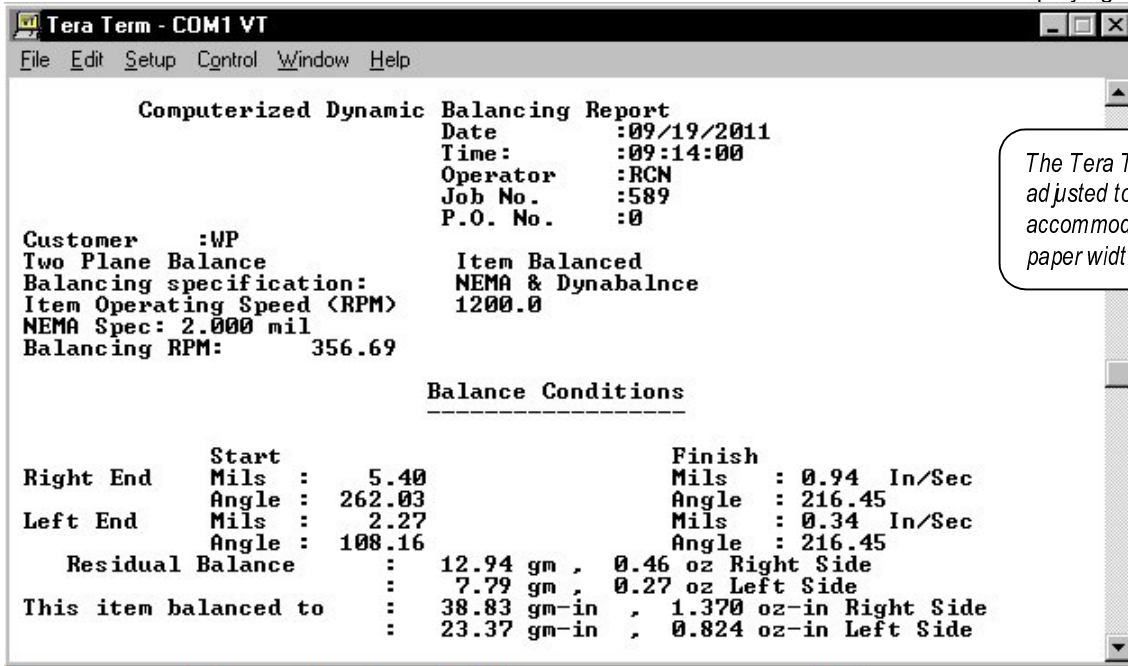 Tera Term - COM1 VT
File Edit Setup Control Window Help
Computerized Dynamic Balancing Report
Date :09/19/2011
Time: :09:14:00
Operator :RCN
Job No. :589
P.O. No. :0
Customer :WP
Two Plane Balance Item Balanced
Balancing specification: NEMA & Dynabalnce
Item Operating Speed (RPM) 1200.0
NEMA Spec: 2.000 mil
Balancing RPM: 356.69
Balance Conditions
Start Finish
Right End Mils : 5.40 Mils : 0.94 In/Sec
Angle : 262.03 Angle : 216.45
Left End Mils : 2.27 Mils : 0.34 In/Sec
Angle : 108.16 Angle : 216.45
Residual Balance : 12.94 gm , 0.46 oz Right Side
: 7.79 gm , 0.27 oz Left Side
This item balanced to : 38.83 gm-in , 1.370 oz-in Right Side
: 23.37 gm-in , 0.824 oz-in Left Side
The Tera
adjusted to
paper